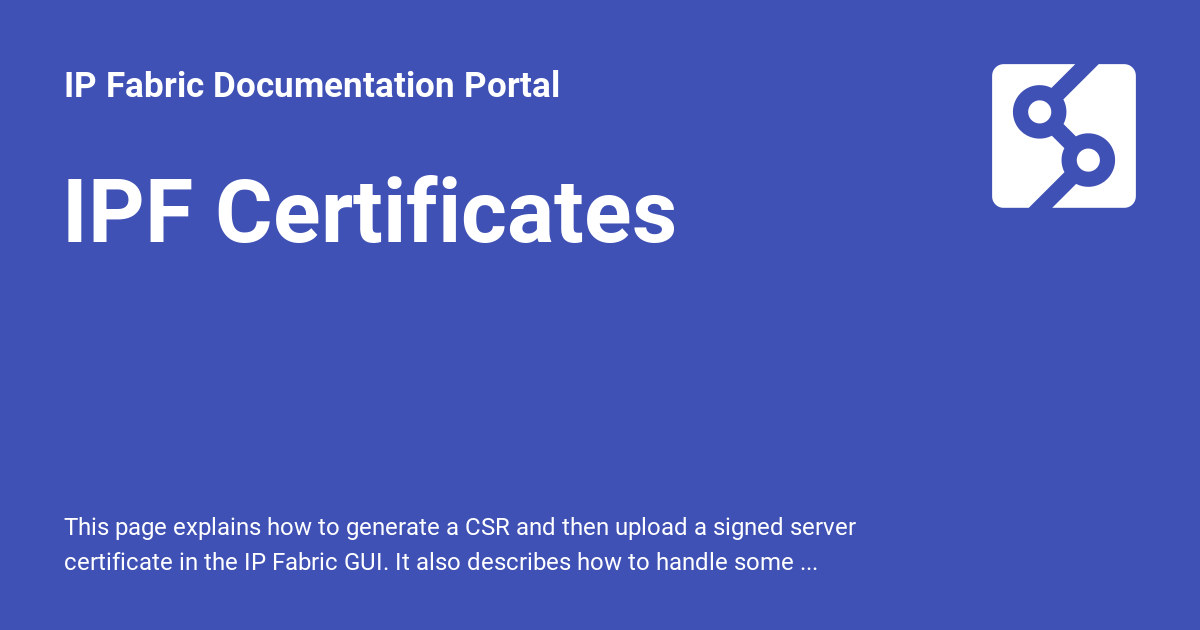 IP Fabric Documentation Portal
IPF Certificates
This page explains how to generate a CSR and then upload a signed server
certificate in the IP Fabric GUI. It also describes how to handle some ...